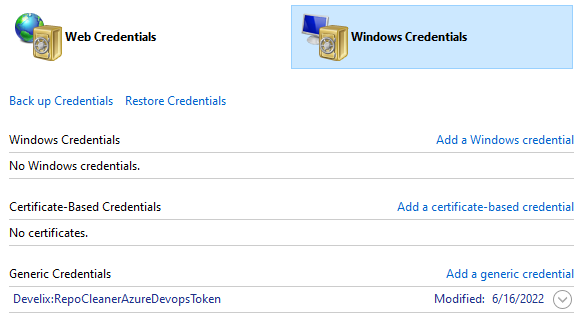 Web Credentials
Windows Credentials
Back up Credentials Restore Credentials
Windows Credentials Add a Windows credential
No Windows credentials.
Certificate-Based Credentials Add a certificate-based credential
No certificates.
Generic Credentials Add a generic credential
Develix:RepoCleanerAzureDevopsToken Modified: 6/16/2022